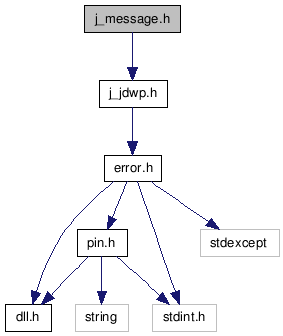 j_message.h
j_jdwp.h
error.h
pin.h
stdexcept
dll.h
string
stdint.h